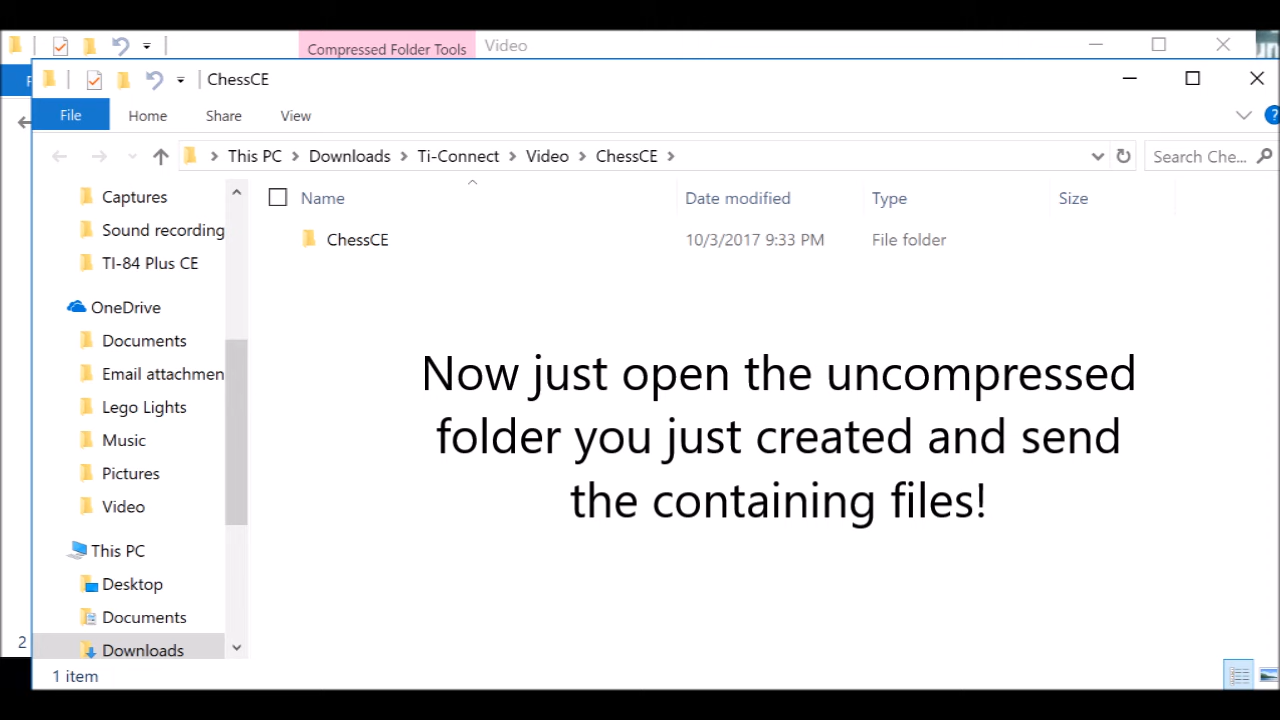 Compressed Folder Tools Video
ChessCE
File Home Share View
This PC Downloads Ti-Connect Video ChessCE Search Che...
Captures
Sound recording
TI-84 Plus CE
OneDrive
Documents
Email attachmen
Lego Lights
Music
Pictures
Video
This PC
Desktop
Documents
Downloads
Name Date modified Type Size
ChessCE 10/3/2017 9:33 PM File folder
Now just open the uncompressed
folder you just created and send
the containing files!
2
1 item